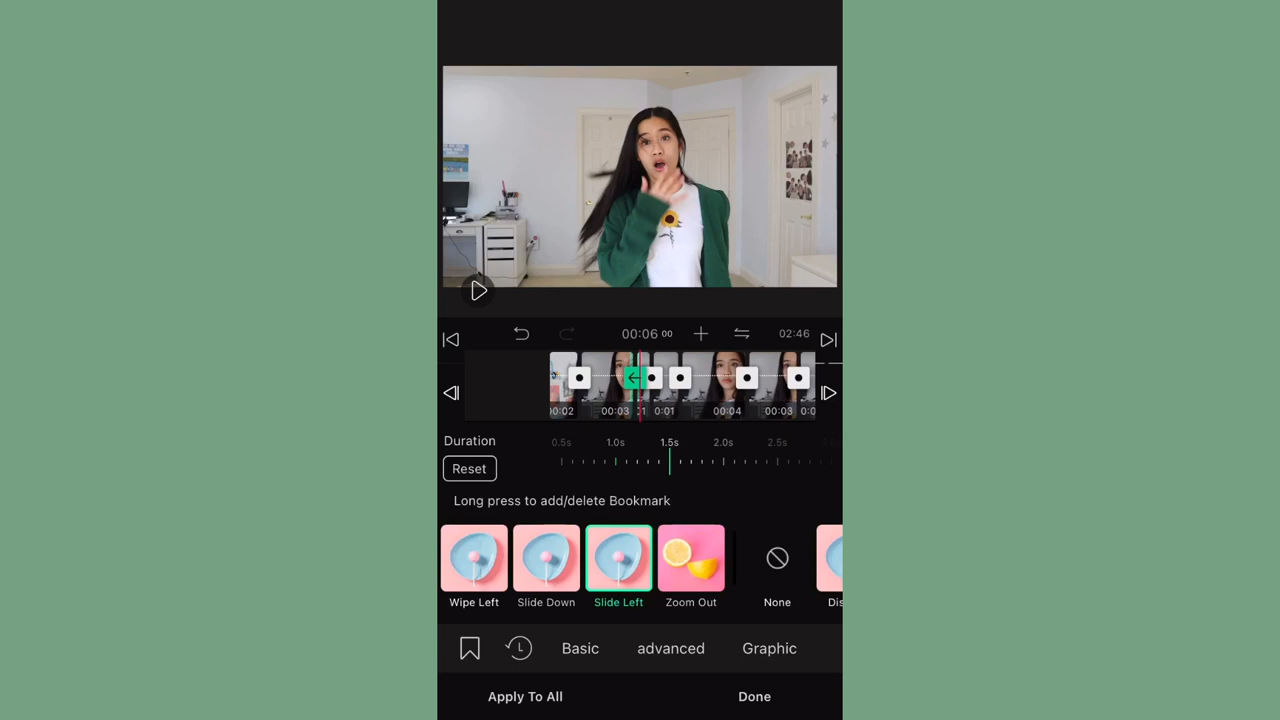 00:06 00
02:46
00:02 00:03 0:01 00:04 00:03
Duration
0.5s 1.0s 1.5s 2.0s 2.5s
Reset
Long press to add/delete Bookmark
Wipe Left Slide Down Slide Left Zoom Out None Dis
Basic advanced Graphic
Apply To All Done